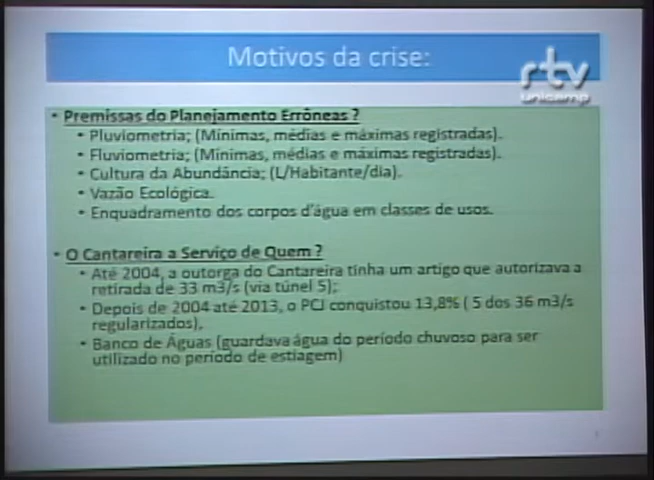 Motivos da crise:
rtv
unicamp
• Premissas do Planejamento Errôneas ?
• Pluviometria; (Mínimas, médias e máximas registradas).
• Fluviometria; (Mínimas, médias e máximas registradas).
• Cultura da Abundância; (L/Habitante/dia).
• Vazão Ecológica.
• Enquadramento dos corpos d'água em classes de usos.
• O Cantareira a Serviço de Quem ?
• Até 2004, a outorga do Cantareira tinha um artigo que autorizava a
retirada de 33 m3/s (via túnel 5);
• Depois de 2004 até 2013, o PCJ conquistou 13,8% ( 5 dos 36 m3/s
regularizados),
• Banco de Águas (guardava água do período chuvoso para ser
utilizado no período de estiagem)